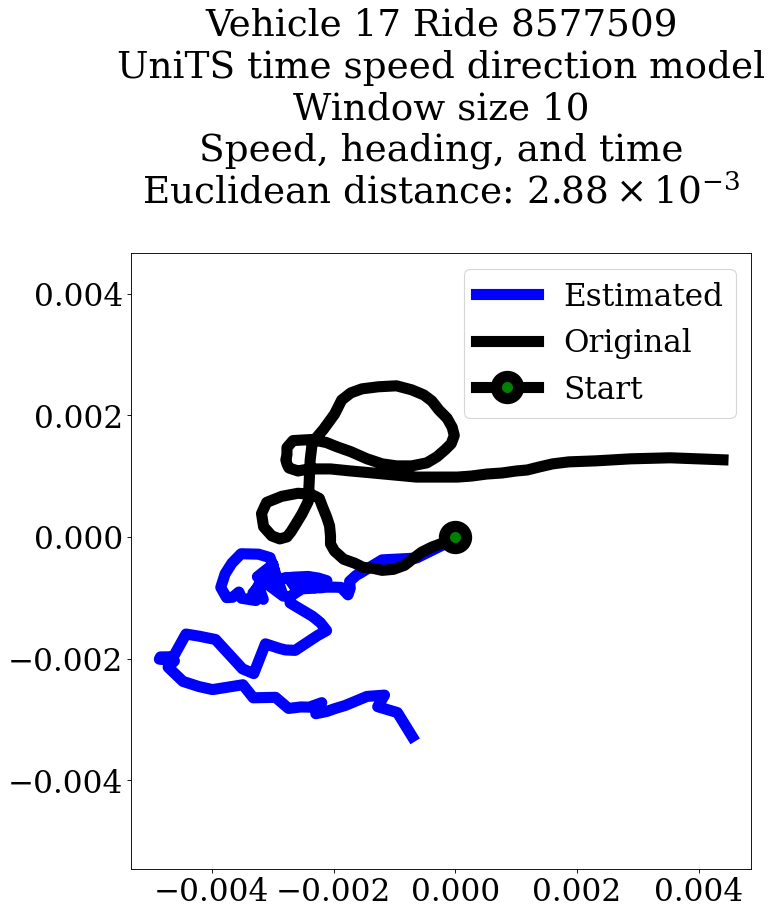 Vehicle 17 Ride 8577509
UniTS time speed direction model
Window size 10
Speed, heading, and time
Euclidean distance: 2.88 × 10⁻³
Estimated
Original
Start
0.004
0.002
0.000
−0.002
−0.004
−0.004 −0.002 0.000 0.002 0.004